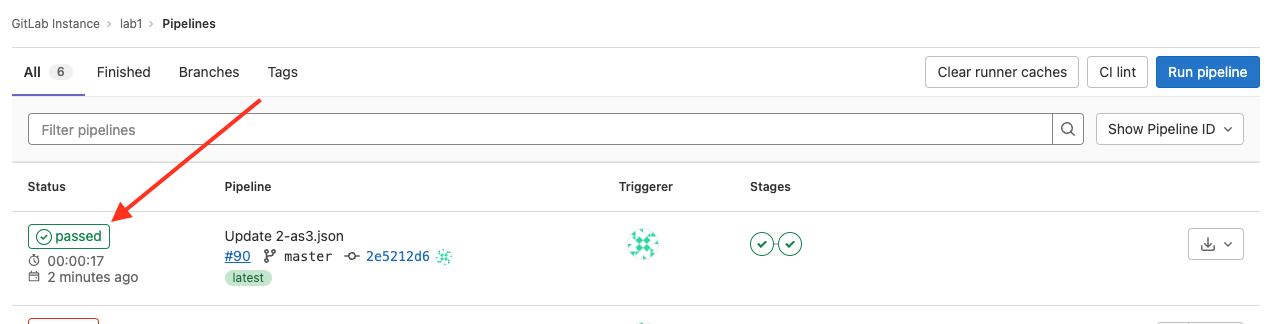 GitLab Instance › lab1 › Pipelines
All 6 Finished Branches Tags Clear runner caches CI lint Run pipeline
Filter pipelines Show Pipeline ID
Status Pipeline Triggerer Stages
passed Update 2-as3.json
00:00:17 #90 master 2e5212d6
2 minutes ago latest